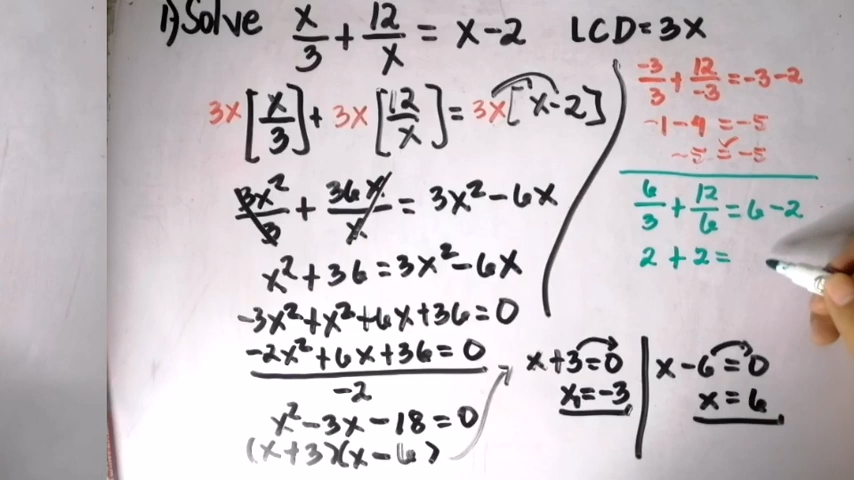 1) Solve x/3 + 12/x = x-2 LCD=3x
3x[x/3] + 3x[12/x] = 3x[x-2]
3x²/3 + 36x/x = 3x²-6x
x²+36=3x²-6x
-3x²+x²+6x+36=0
-2x²+6x+36=0
-2
x²-3x-18=0
(x+3)(x-6)
x+3=0
x₁=-3
x-6=0
x=6
-3/3 + 12/-3 = -3-2
-1-4=-5
-5=-5
6/3 + 12/6 = 6-2
2+2=